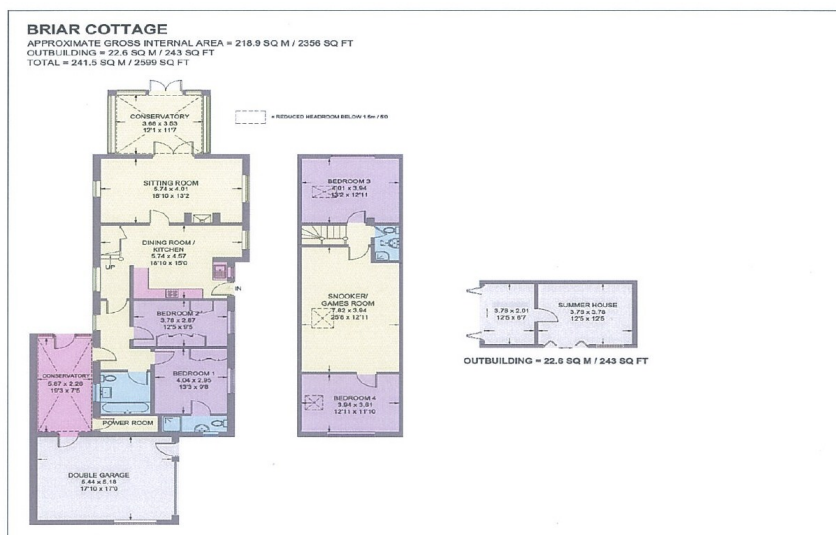 BRIAR COTTAGE
APPROXIMATE GROSS INTERNAL AREA = 218.9 SQ M / 2356 SQ FT
OUTBUILDING = 22.6 SQ M / 243 SQ FT
TOTAL = 241.5 SQ M / 2599 SQ FT
CONSERVATORY
3.68 x 3.53
12'1 x 11'7
= REDUCED HEADROOM BELOW 1.5m / 5'0
SITTING ROOM
5.74 x 4.01
18'10 x 13'2
DINING ROOM /
KITCHEN
5.74 x 4.57
18'10 x 15'0
UP
IN
BEDROOM 2
3.78 x 2.87
12'5 x 9'5
BEDROOM 1
4.04 x 2.95
13'3 x 9'8
CONSERVATORY
5.87 x 2.26
19'3 x 7'5
POWER ROOM
DOUBLE GARAGE
5.44 x 5.18
17'10 x 17'0
BEDROOM 3
4.01 x 3.94
13'2 x 12'11
SNOOKER/
GAMES ROOM
7.82 x 3.94
25'8 x 12'11
BEDROOM 4
3.94 x 3.61
12'11 x 11'10
3.79 x 2.01
12'5 x 6'7
SUMMER HOUSE
3.79 x 3.78
12'5 x 12'5
OUTBUILDING = 22.6 SQ M / 243 SQ FT